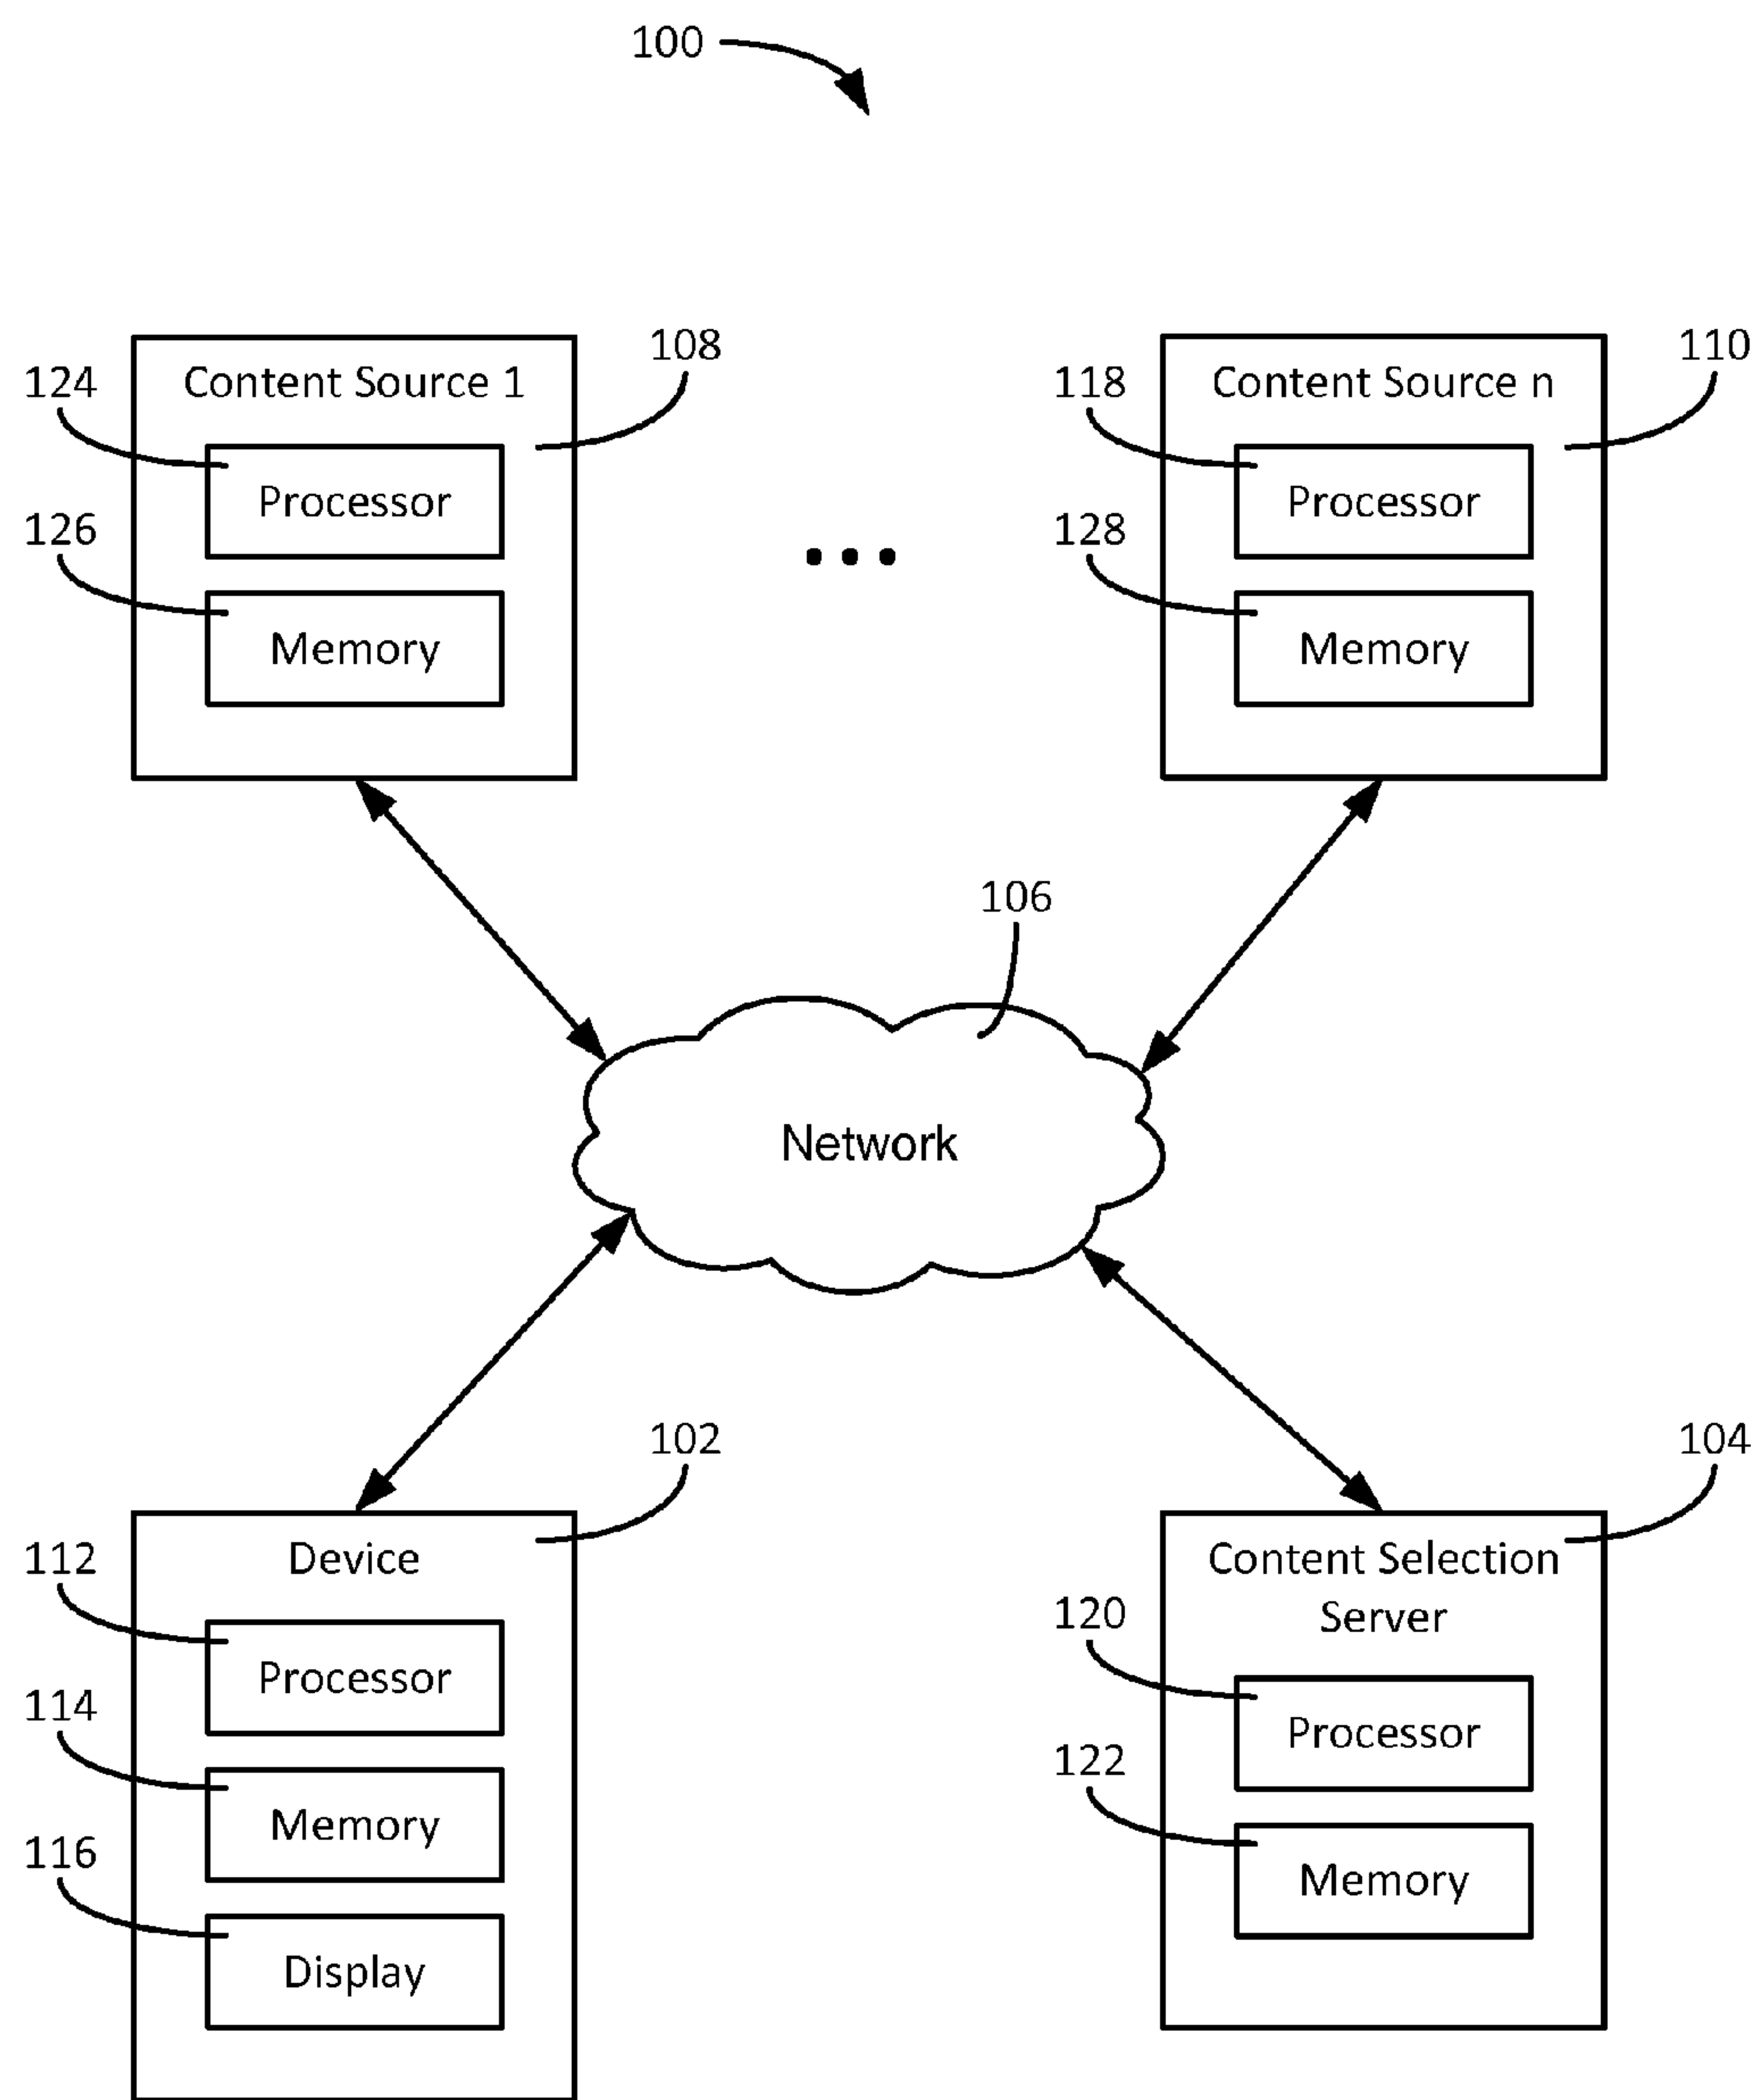 100
108
110
Content Source 1
Content Source n
124
118
Processor
Processor
126
128
...
Memory
Memory
106
Network
102
104
Device
Content Selection
Server
112
120
Processor
Processor
114
122
Memory
Memory
116
Display